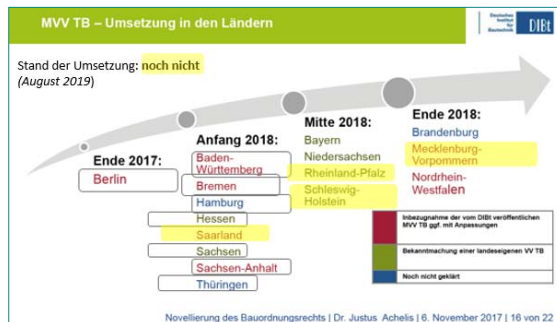 MVV TB – Umsetzung in den Ländern
Deutsches
Institut
für
Bautechnik
DIBt
Stand der Umsetzung: noch nicht
(August 2019)
Ende 2017:
Berlin
Anfang 2018:
Baden-
Württemberg
Bremen
Hamburg
Hessen
Saarland
Sachsen
Sachsen-Anhalt
Thüringen
Mitte 2018:
Bayern
Niedersachsen
Rheinland-Pfalz
Schleswig-
Holstein
Ende 2018:
Brandenburg
Mecklenburg-
Vorpommern
Nordrhein-
Westfalen
Inbezugnahme der vom DIBt veröffentlichen
MVV TB ggf. mit Anpassungen
Bekanntmachung einer landeseigenen VV TB
Noch nicht geklärt
Novellierung des Bauordnungsrechts | Dr. Justus Achelis | 6. November 2017 | 16 von 22